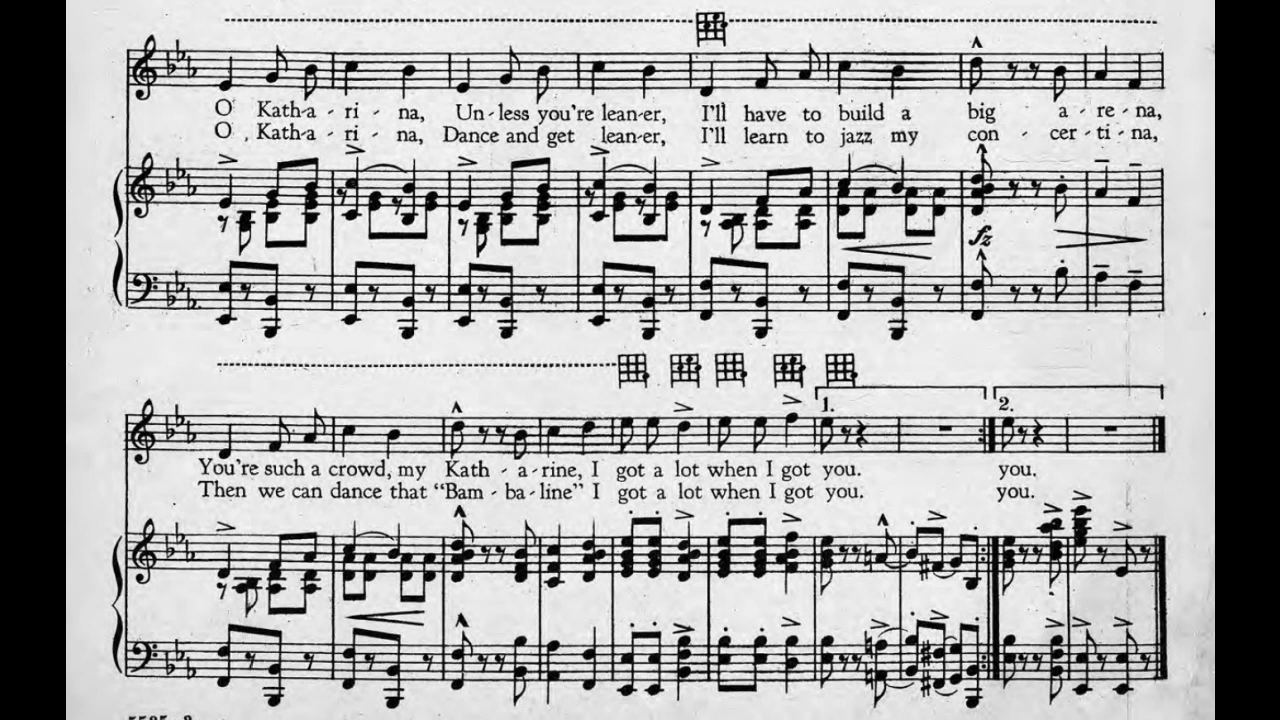 O Kath-a-ri-na, Un-less you're lean-er, I'll have to build a big a-re-na,
O Kath-a-ri-na, Dance and get lean-er, I'll learn to jazz my con-cer-ti-na,
fz
1. 2.
You're such a crowd, my Kath-a-rine, I got a lot when I got you. you.
Then we can dance that “Bam-ba-line” I got a lot when I got you. you.